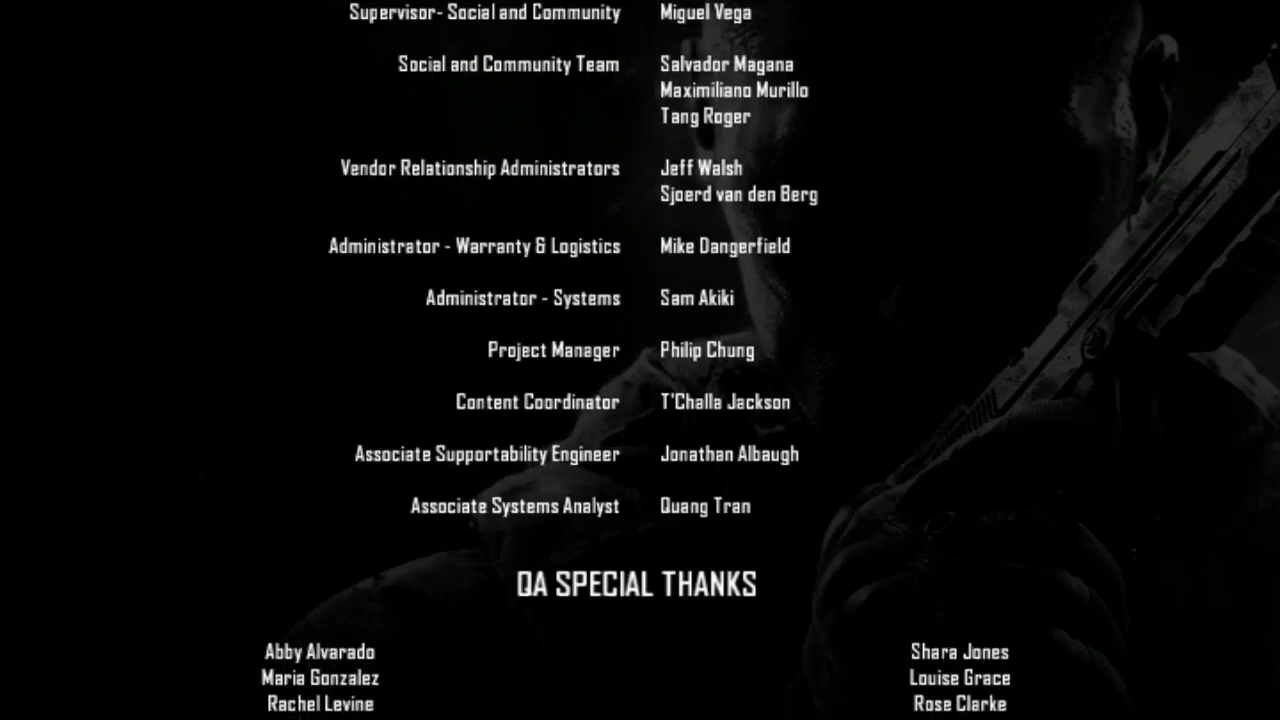 Supervisor- Social and Community Miguel Vega
Social and Community Team Salvador Magana
Maximiliano Murillo
Tang Roger
Vendor Relationship Administrators Jeff Walsh
Sjoerd van den Berg
Administrator - Warranty & Logistics Mike Dangerfield
Administrator - Systems Sam Akiki
Project Manager Philip Chung
Content Coordinator T'Challa Jackson
Associate Supportability Engineer Jonathan Albaugh
Associate Systems Analyst Quang Tran
QA SPECIAL THANKS
Abby Alvarado Shara Jones
Maria Gonzalez Louise Grace
Rachel Levine Rose Clarke